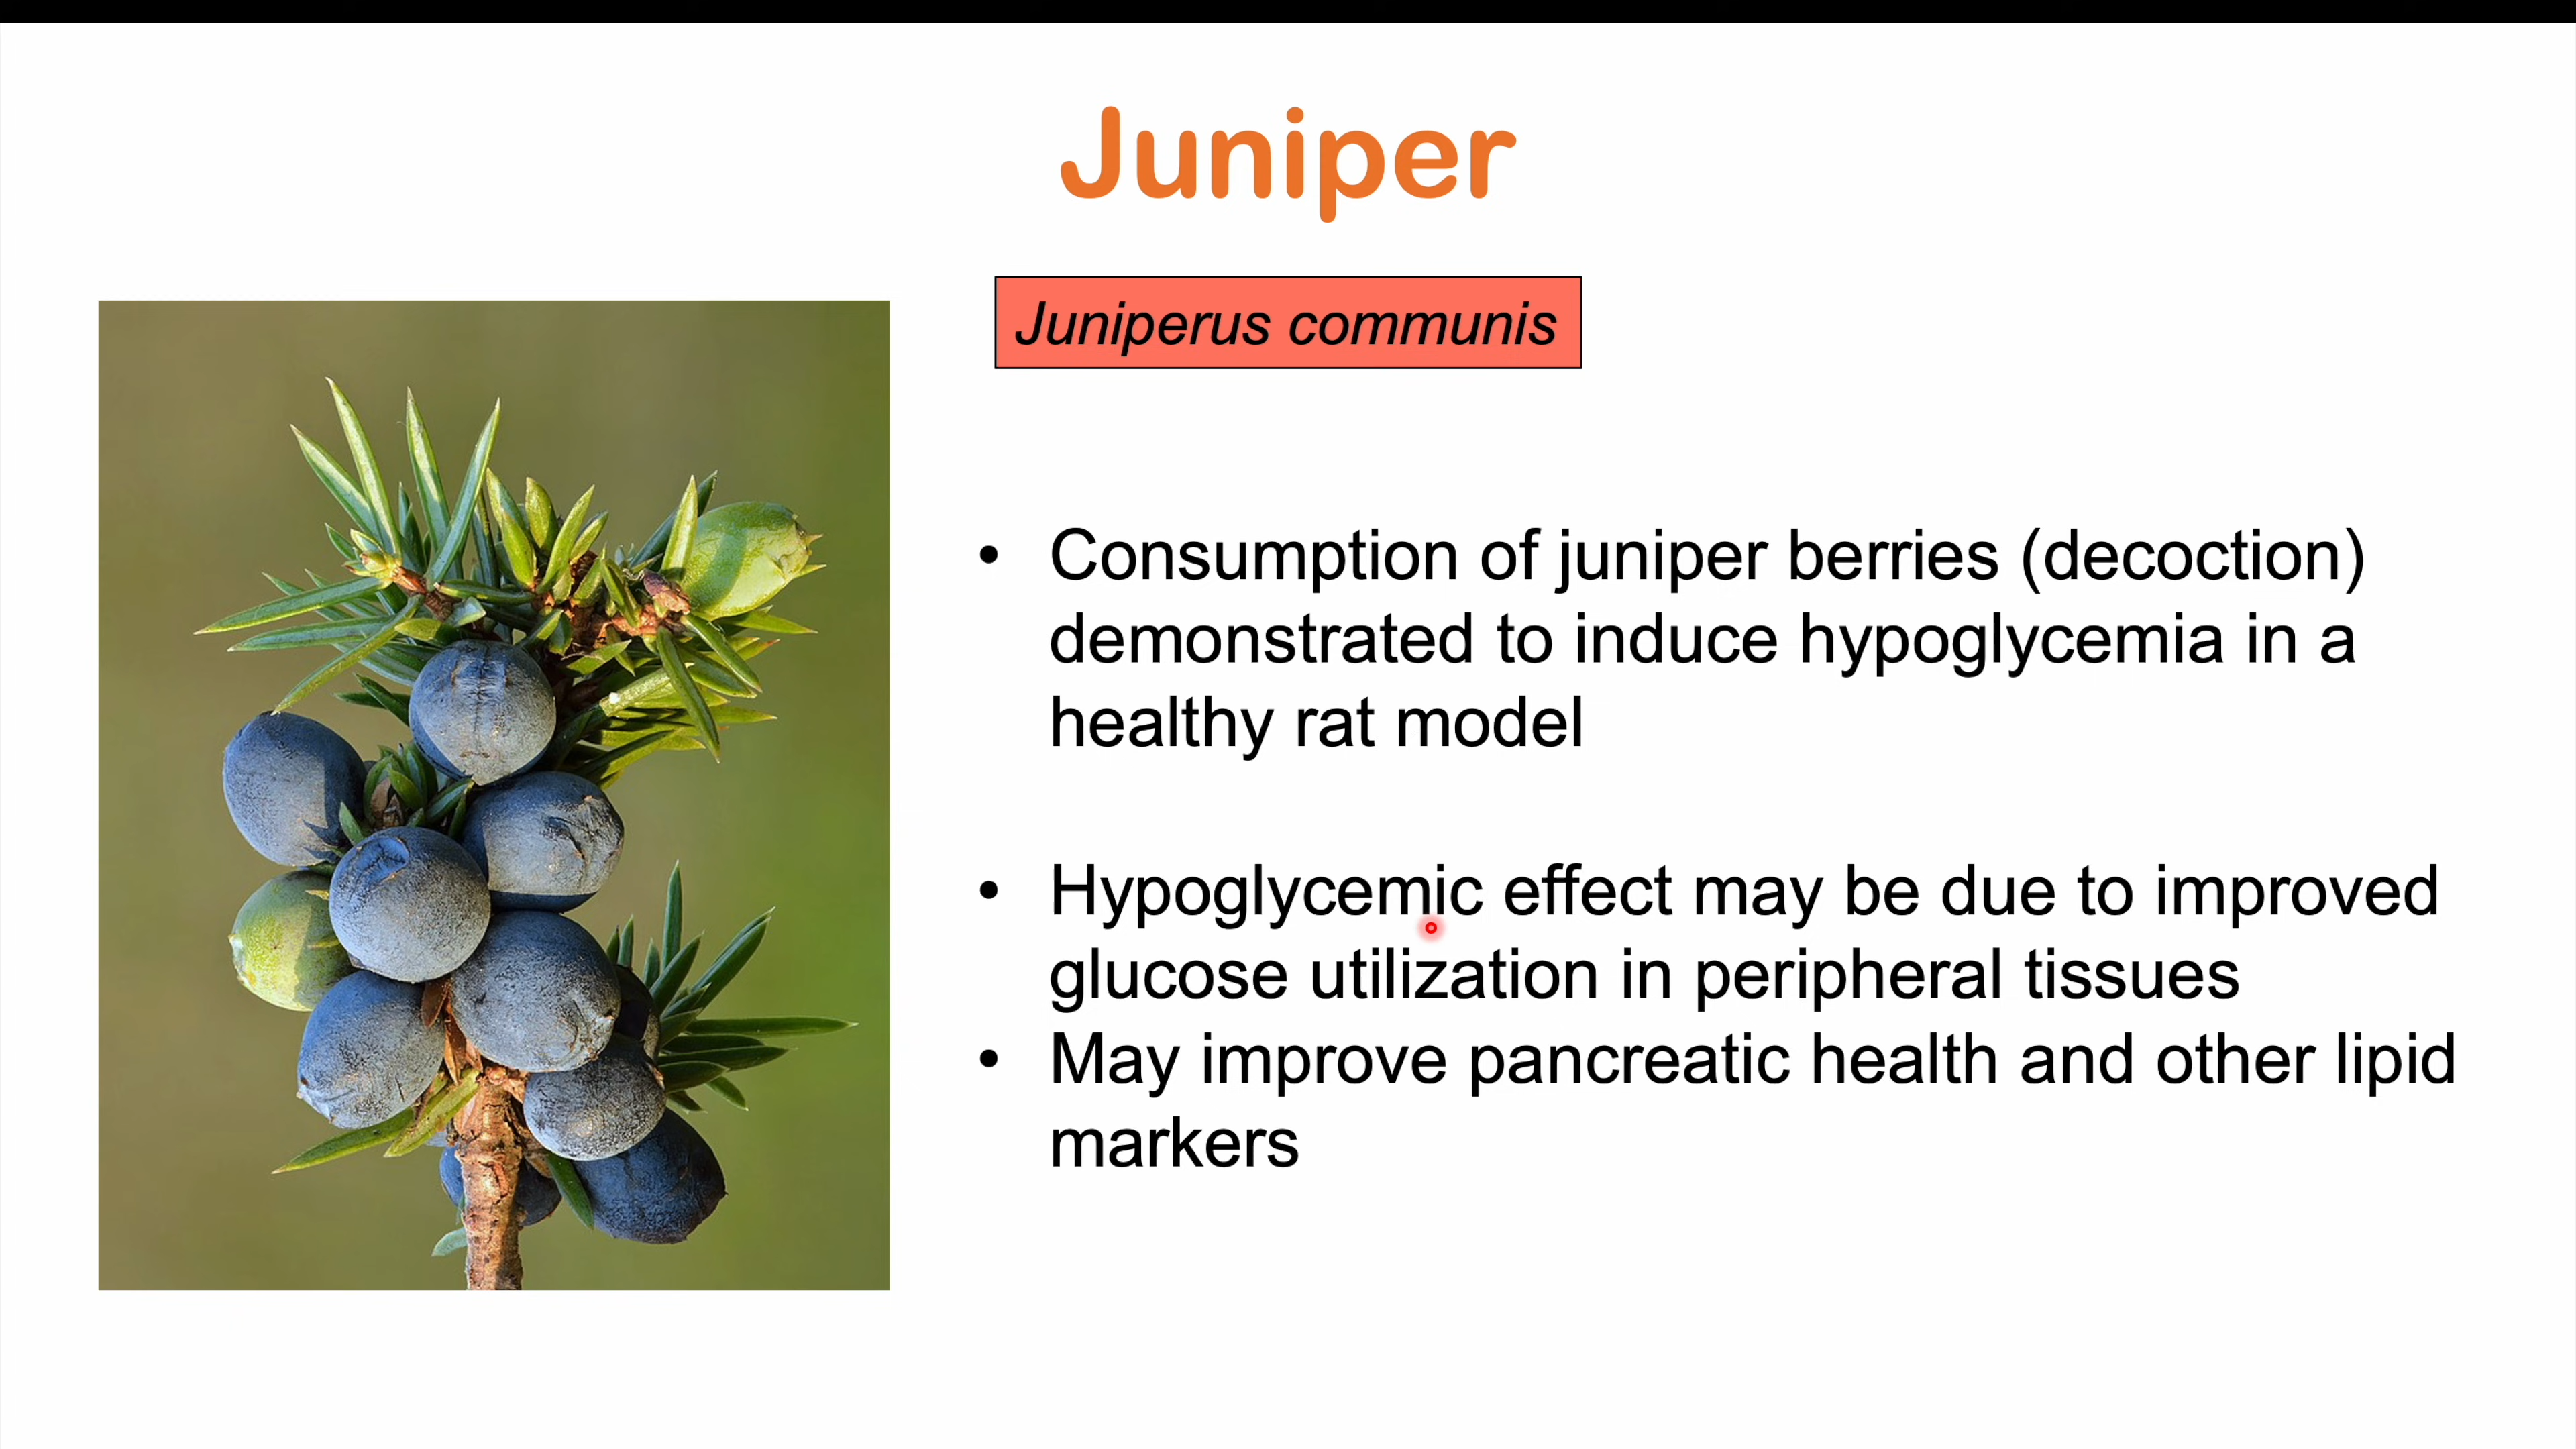 Juniper
Juniperus communis
• Consumption of juniper berries (decoction)
demonstrated to induce hypoglycemia in a
healthy rat model
• Hypoglycemic effect may be due to improved
glucose utilization in peripheral tissues
• May improve pancreatic health and other lipid
markers